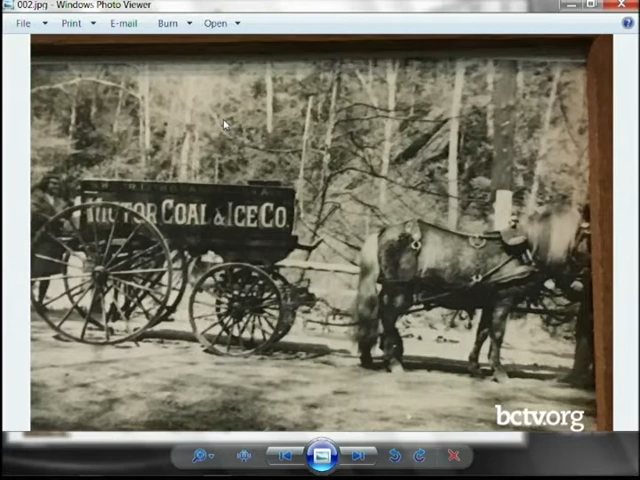 002.jpg - Windows Photo Viewer
File Print E-mail Burn Open
COAL & ICE CO.
bctv.org